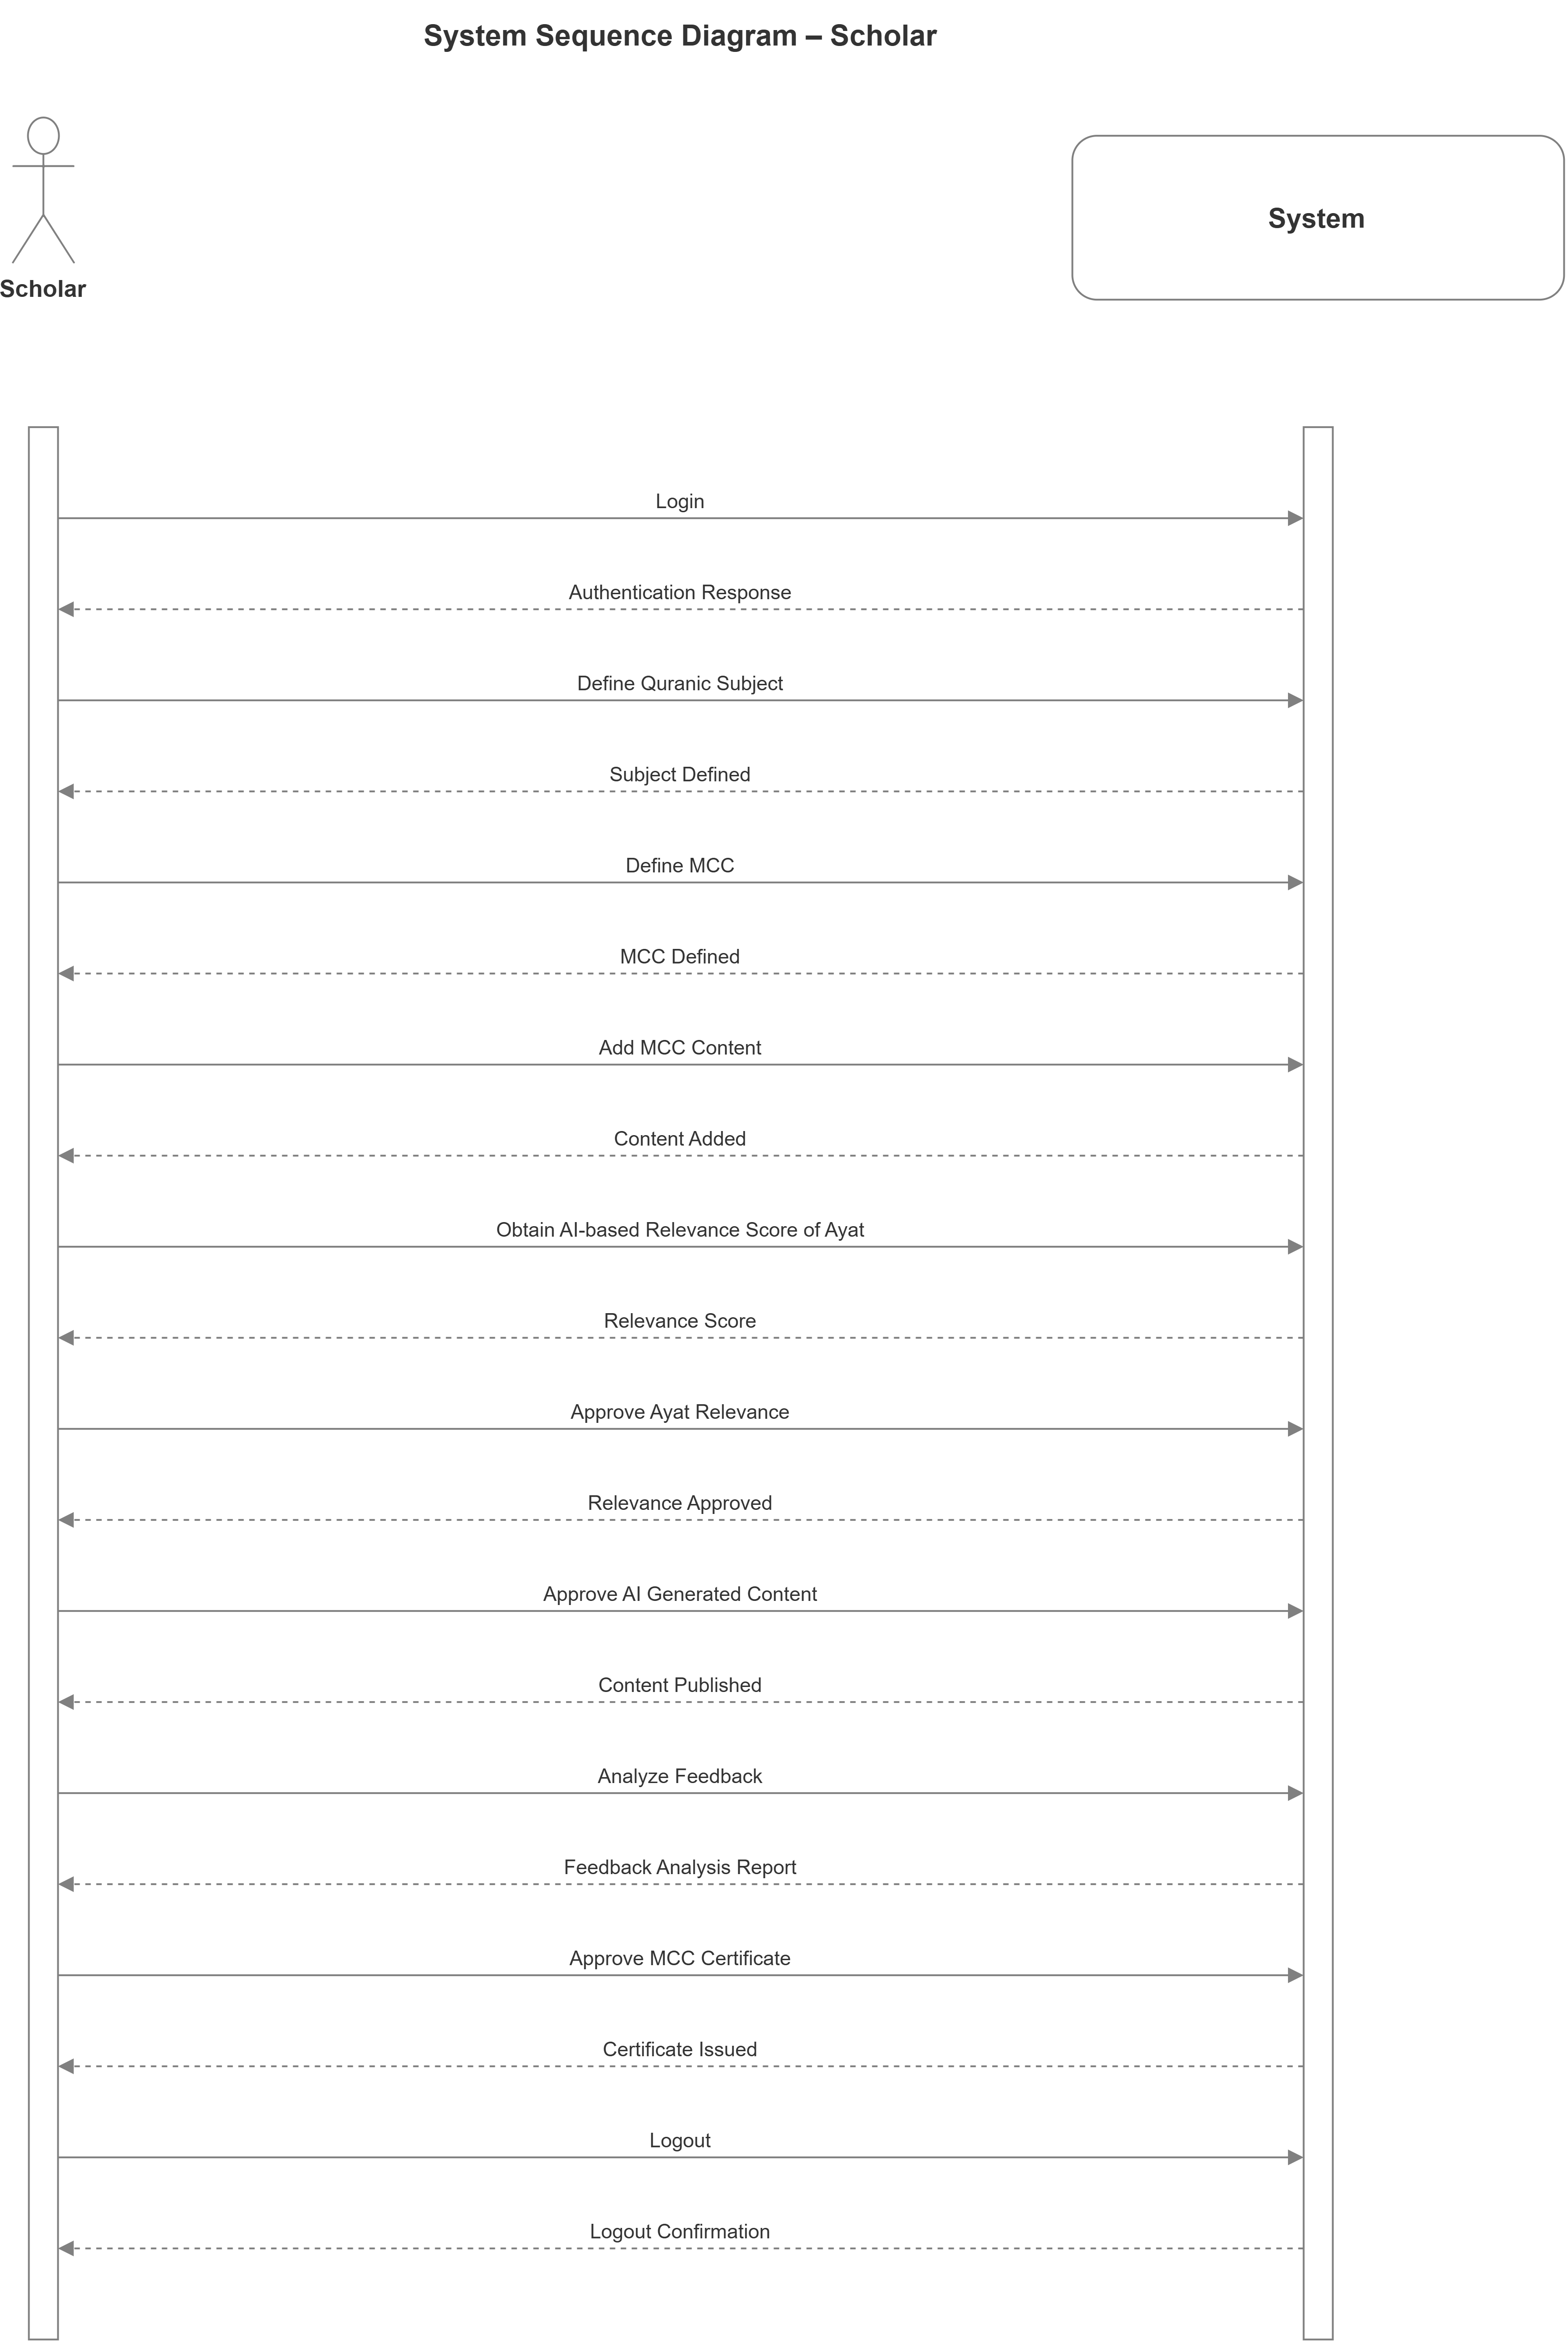 System Sequence Diagram – Scholar
System
Scholar
Login
Authentication Response
Define Quranic Subject
Subject Defined
Define MCC
MCC Defined
Add MCC Content
Content Added
Obtain AI-based Relevance Score of Ayat
Relevance Score
Approve Ayat Relevance
Relevance Approved
Approve AI Generated Content
Content Published
Analyze Feedback
Feedback Analysis Report
Approve MCC Certificate
Certificate Issued
Logout
Logout Confirmation